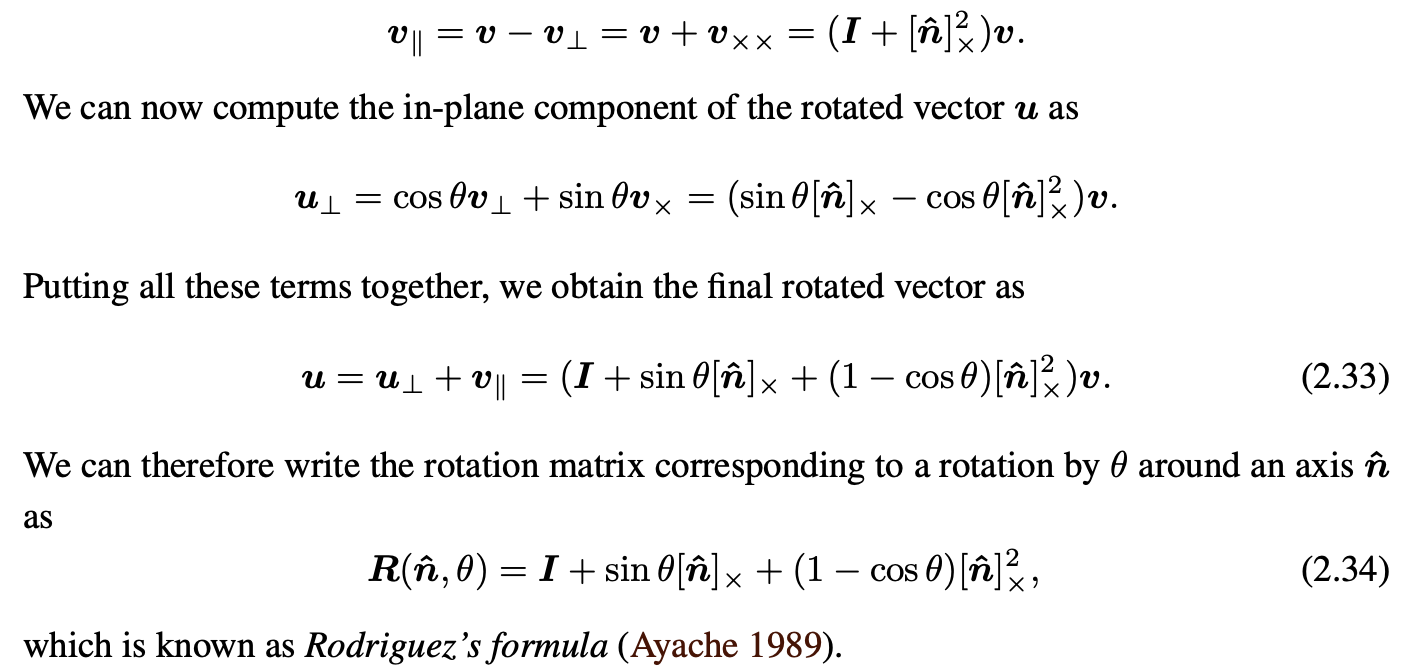 v∥ = v − v⊥ = v + v×× = (I + [n̂]²×)v.
We can now compute the in-plane component of the rotated vector u as
u⊥ = cos θv⊥ + sin θv× = (sin θ[n̂]× − cos θ[n̂]²×)v.
Putting all these terms together, we obtain the final rotated vector as
u = u⊥ + v∥ = (I + sin θ[n̂]× + (1 − cos θ)[n̂]²×)v. (2.33)
We can therefore write the rotation matrix corresponding to a rotation by θ around an axis n̂
as
R(n̂, θ) = I + sin θ[n̂]× + (1 − cos θ)[n̂]²×, (2.34)
which is known as Rodriguez's formula (Ayache 1989).